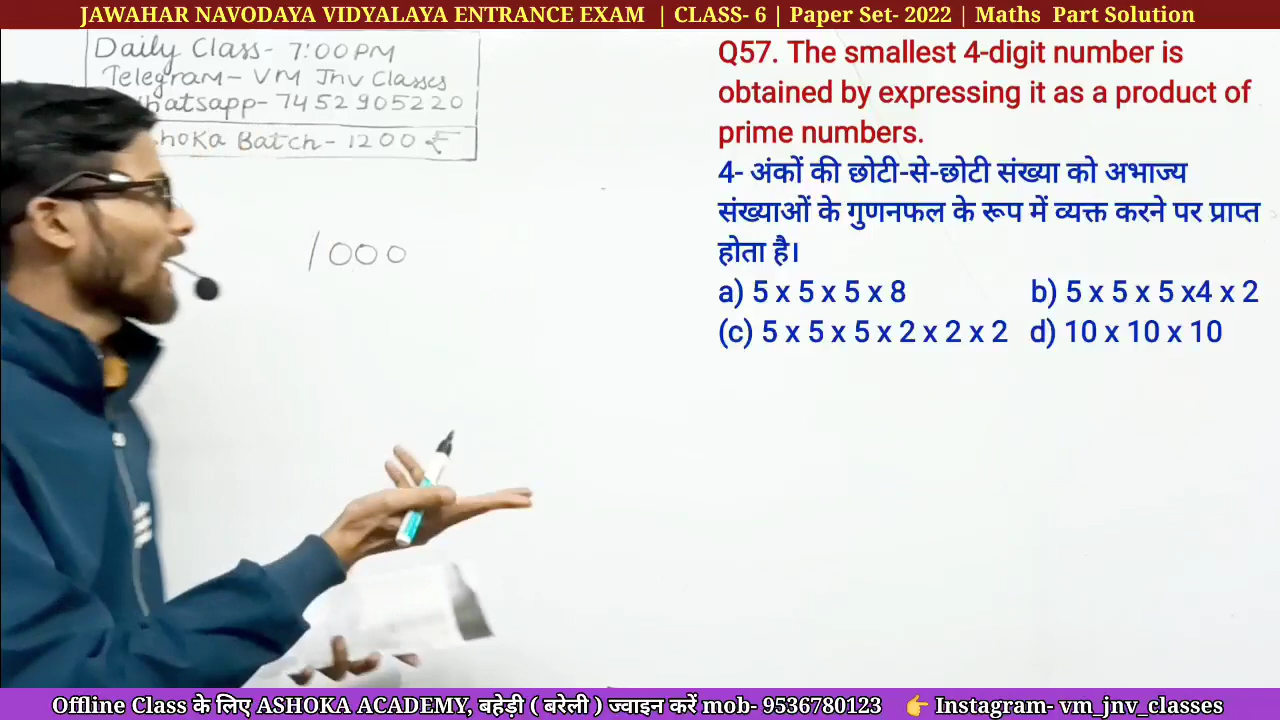 JAWAHAR NAVODAYA VIDYALAYA ENTRANCE EXAM | CLASS- 6 | Paper Set- 2022 | Maths Part Solution
Daily Class- 7:00PM
Telegram- VM Jnv Classes
hatsapp- 7452905220
hoka Batch- 1200 ₹
1000
Q57. The smallest 4-digit number is
obtained by expressing it as a product of
prime numbers.
4- अंकों की छोटी-से-छोटी संख्या को अभाज्य
संख्याओं के गुणनफल के रूप में व्यक्त करने पर प्राप्त
होता है।
a) 5 x 5 x 5 x 8 b) 5 x 5 x 5 x4 x 2
(c) 5 x 5 x 5 x 2 x 2 x 2 d) 10 x 10 x 10
Offline Class के लिए ASHOKA ACADEMY, बहेड़ी ( बरेली ) ज्वाइन करें mob- 9536780123 👉 Instagram- vm_jnv_classes